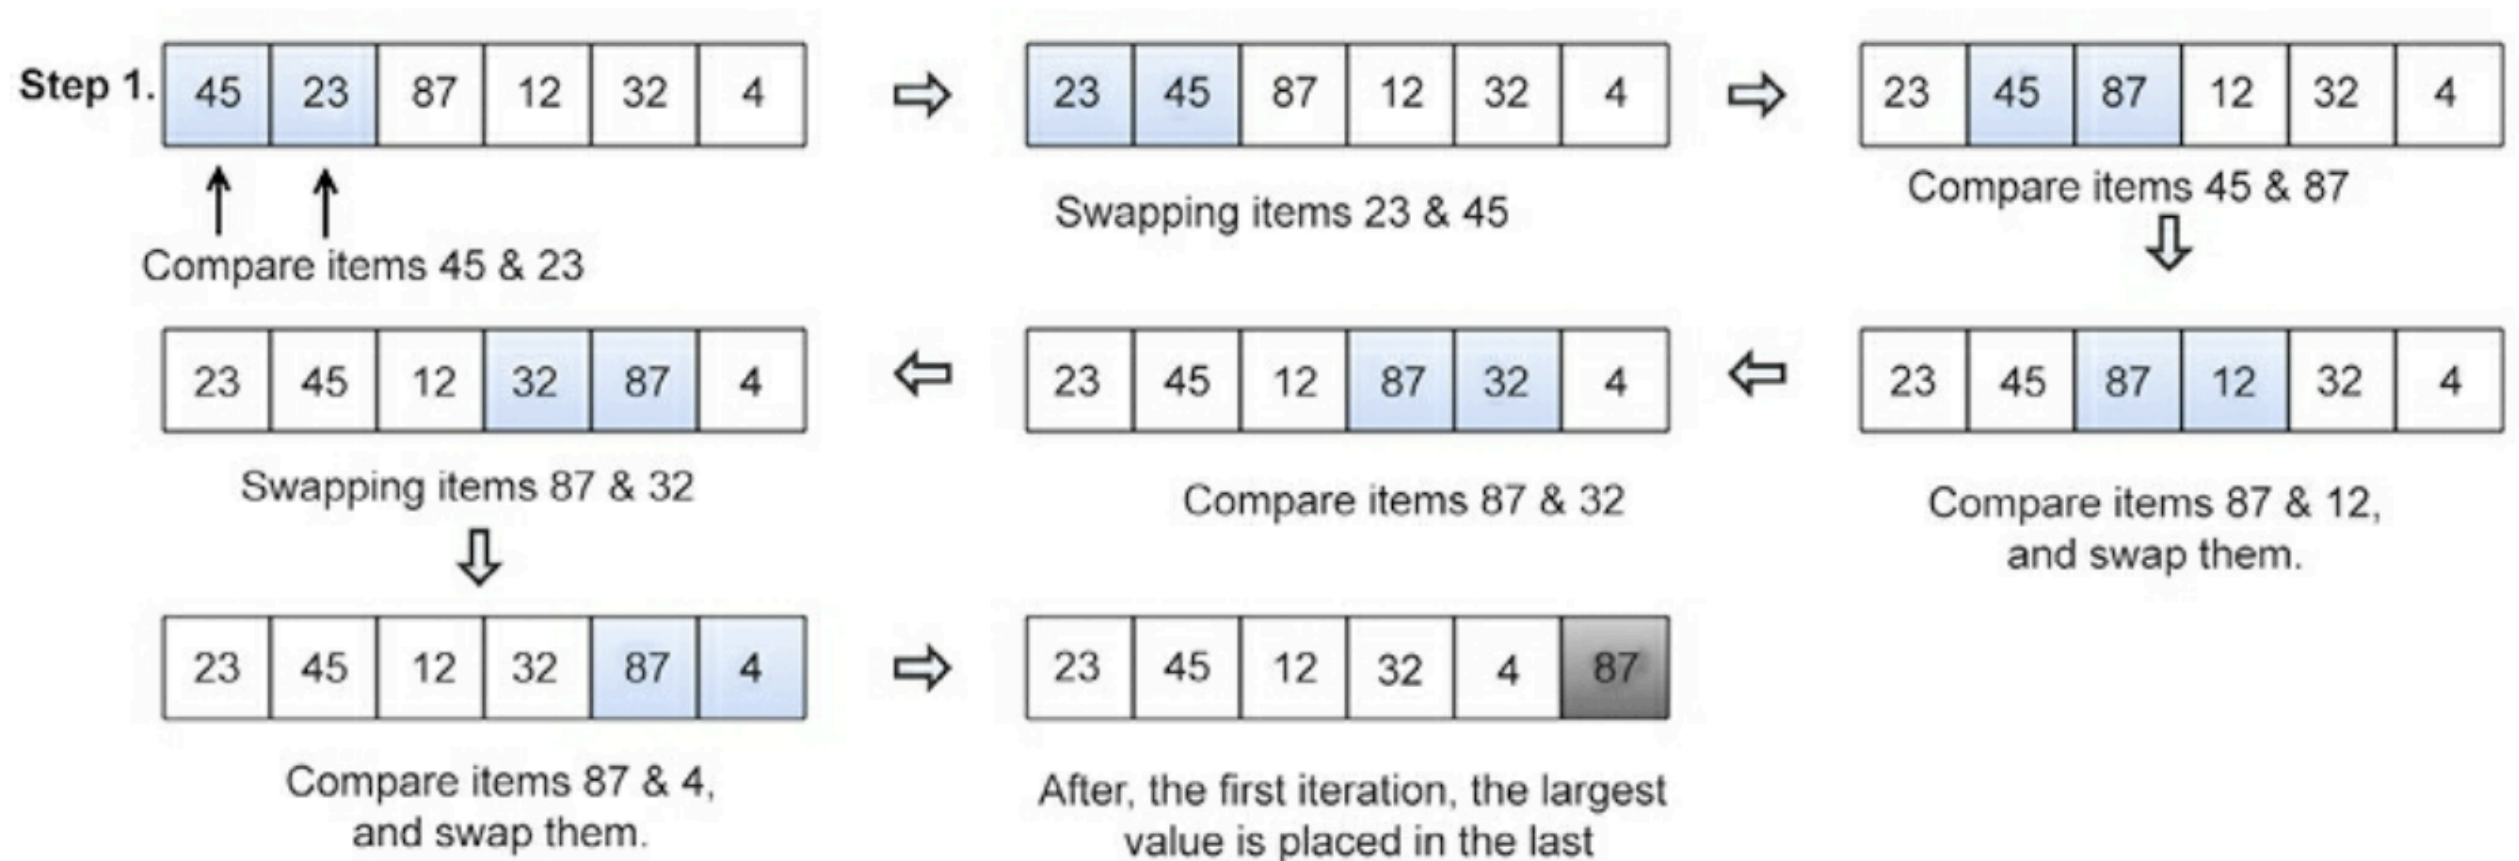 Step 1. 45 23 87 12 32 4
23 45 87 12 32 4
23 45 87 12 32 4
Compare items 45 & 23
Swapping items 23 & 45
Compare items 45 & 87
23 45 87 12 32 4
Compare items 87 & 12,
and swap them.
23 45 12 87 32 4
Compare items 87 & 32
23 45 12 32 87 4
Swapping items 87 & 32
23 45 12 32 87 4
Compare items 87 & 4,
and swap them.
23 45 12 32 4 87
After, the first iteration, the largest
value is placed in the last